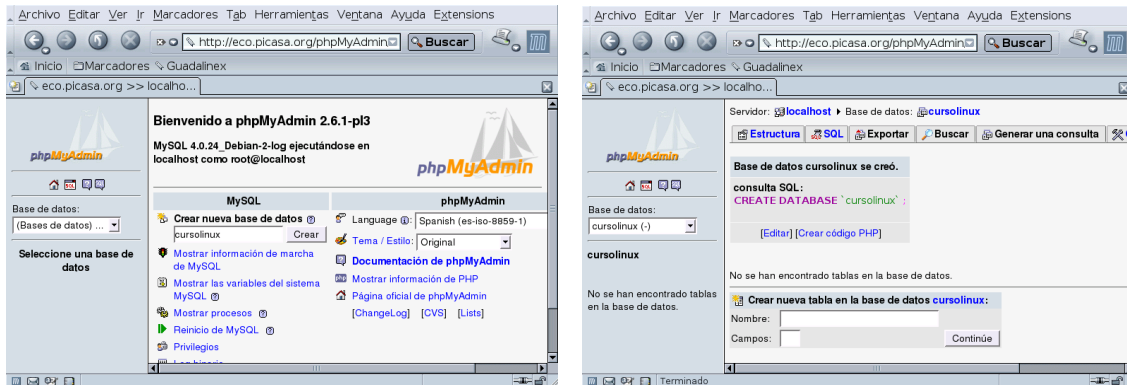 Archivo Editar Ver Ir Marcadores Tab Herramientas Ventana Ayuda Extensions
http://eco.picasa.org/phpMyAdmin
Buscar
Inicio Marcadores Guadalinex
eco.picasa.org >> localho...
phpMyAdmin
SQL
Base de datos:
(Bases de datos) ...
Seleccione una base de
datos
Bienvenido a phpMyAdmin 2.6.1-pl3
MySQL 4.0.24_Debian-2-log ejecutándose en
localhost como root@localhost
phpMyAdmin
MySQL
Crear nueva base de datos
cursolinux Crear
Mostrar información de marcha
de MySQL
Mostrar las variables del sistema
MySQL
Mostrar procesos
Reinicio de MySQL
Privilegios
Log binario
phpMyAdmin
Language : Spanish (es-iso-8859-1)
Tema / Estilo: Original
Documentación de phpMyAdmin
Mostrar información de PHP
Página oficial de phpMyAdmin
[ChangeLog] [CVS] [Lists]
Archivo Editar Ver Ir Marcadores Tab Herramientas Ventana Ayuda Extensions
http://eco.picasa.org/phpMyAdmin
Buscar
Inicio Marcadores Guadalinex
eco.picasa.org >> localho...
phpMyAdmin
SQL
Base de datos:
cursolinux (-)
cursolinux
No se han encontrado tablas
en la base de datos.
Servidor: localhost Base de datos: cursolinux
Estructura SQL Exportar Buscar Generar una consulta
Base de datos cursolinux se creó.
consulta SQL:
CREATE DATABASE `cursolinux` ;
[Editar] [Crear código PHP]
No se han encontrado tablas en la base de datos.
Crear nueva tabla en la base de datos cursolinux:
Nombre:
Campos: Continúe
Terminado